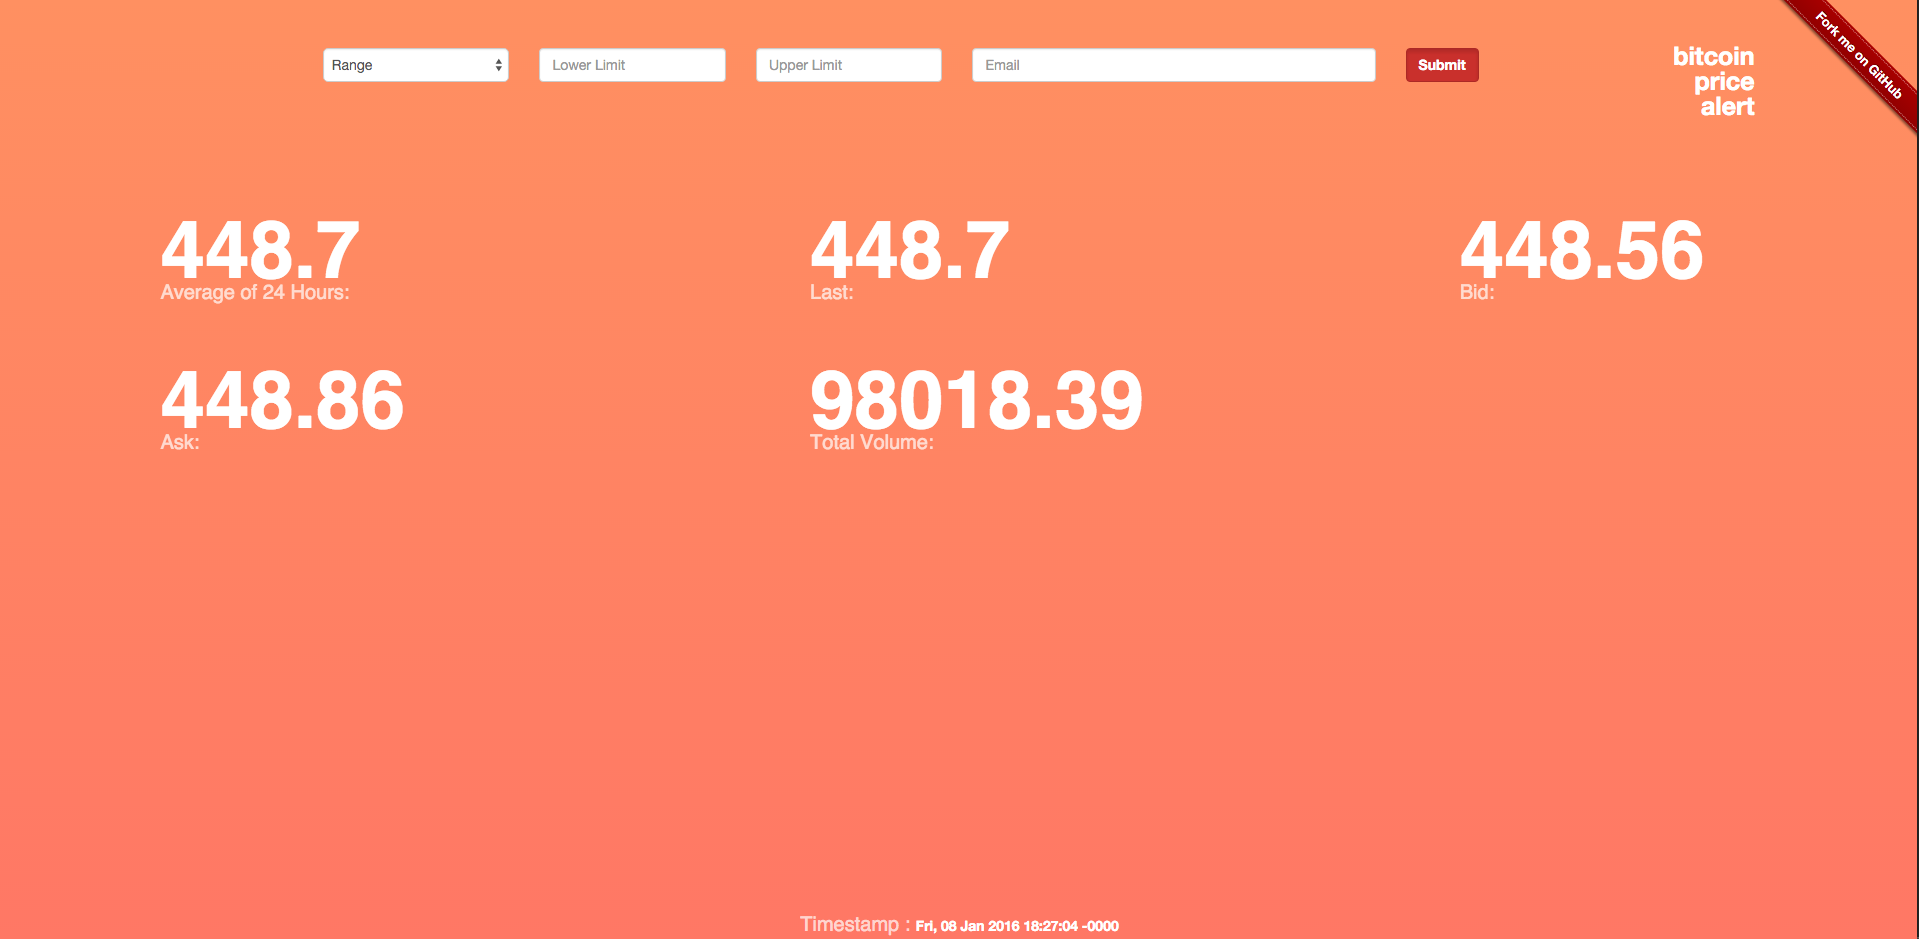 Range
Lower Limit
Upper Limit
Email
Submit
bitcoin
price
alert
Fork me on GitHub
448.7
Average of 24 Hours:
448.7
Last:
448.56
Bid:
448.86
Ask:
98018.39
Total Volume:
Timestamp : Fri, 08 Jan 2016 18:27:04 -0000